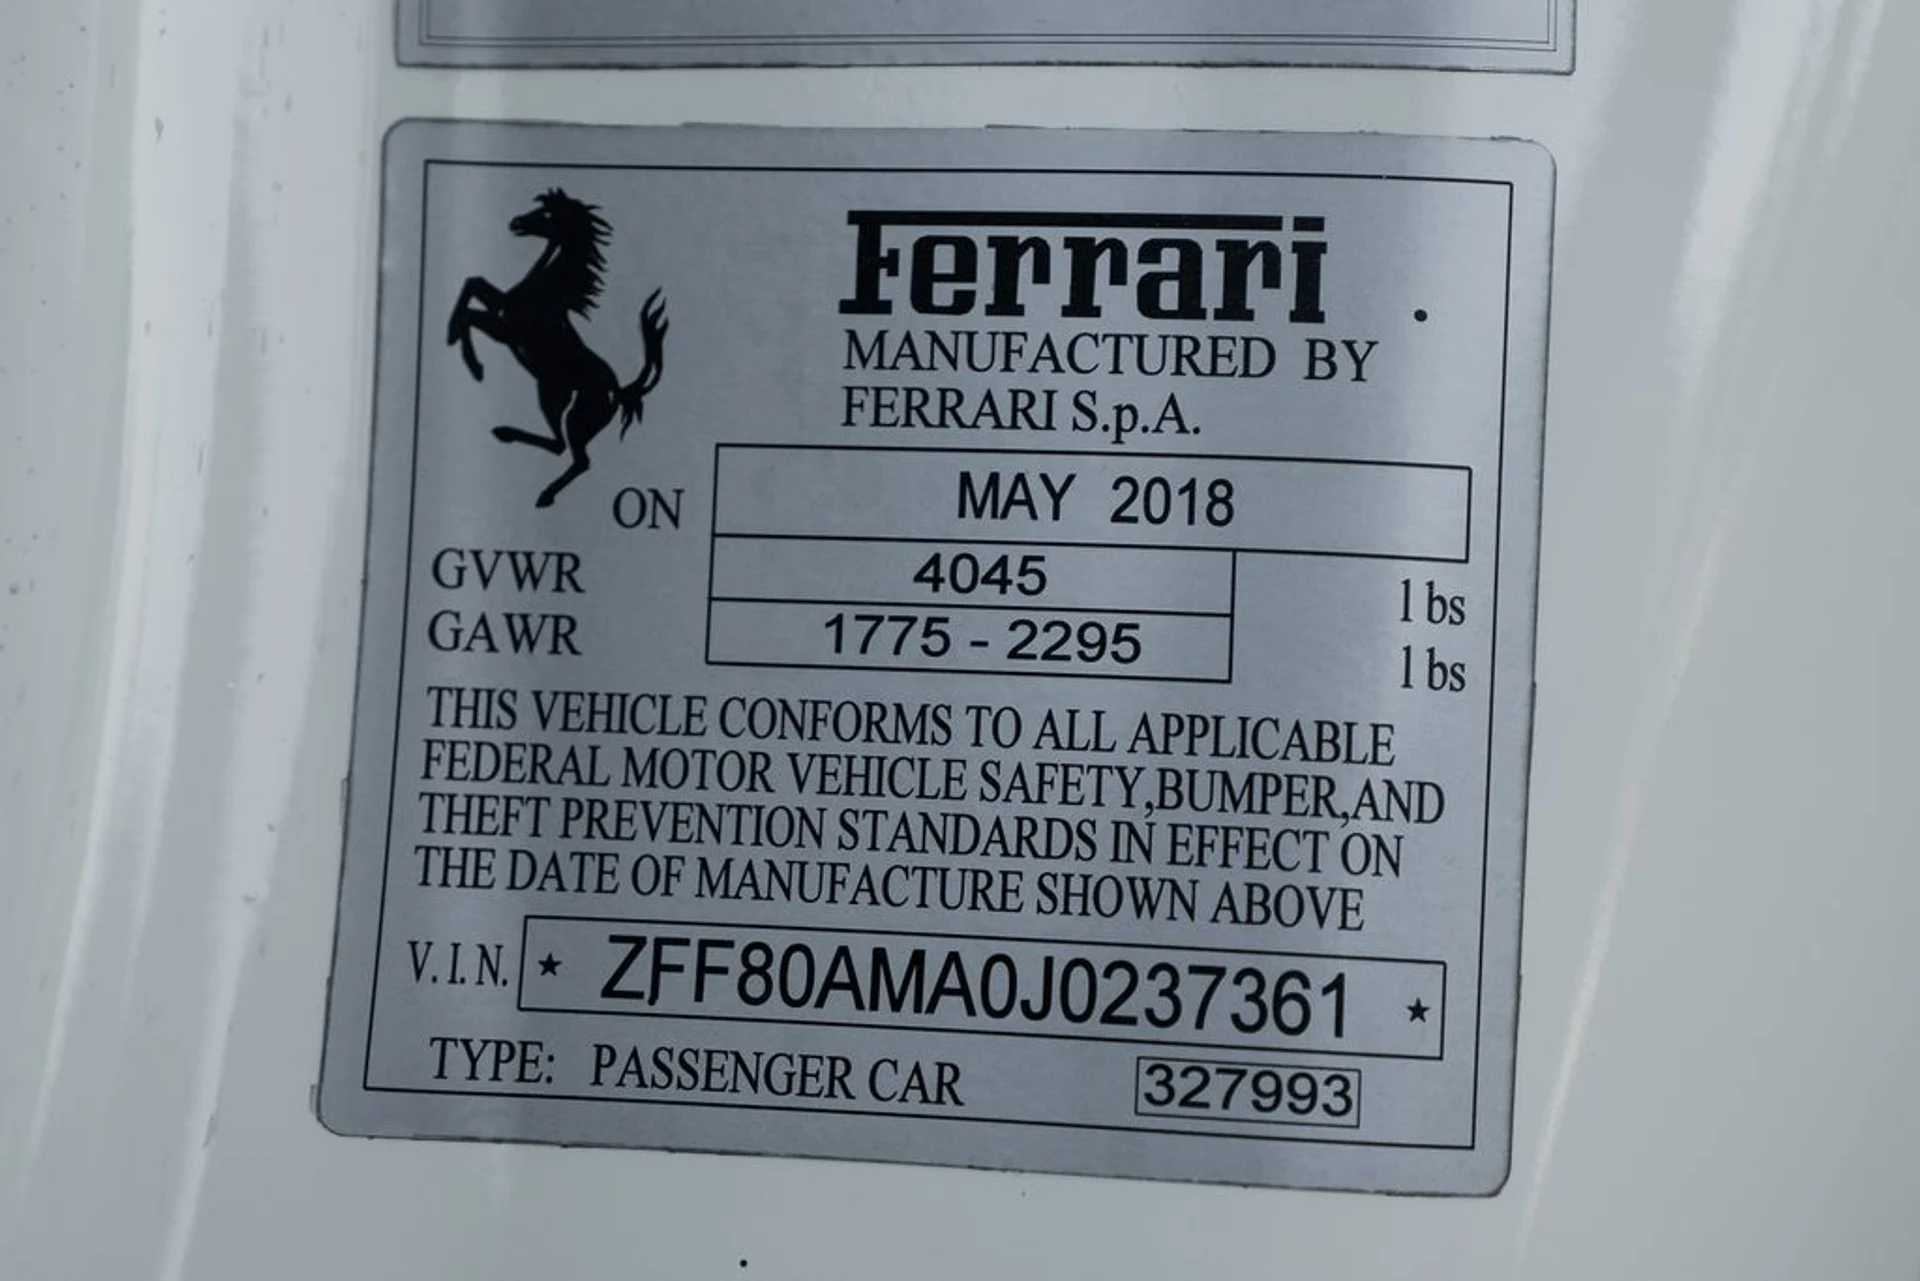 Ferrari
MANUFACTURED BY
FERRARI S.p.A.
ON MAY 2018
GVWR 4045 lbs
GAWR 1775 - 2295 lbs
THIS VEHICLE CONFORMS TO ALL APPLICABLE
FEDERAL MOTOR VEHICLE SAFETY,BUMPER,AND
THEFT PREVENTION STANDARDS IN EFFECT ON
THE DATE OF MANUFACTURE SHOWN ABOVE
V.I.N. ★ ZFF80AMA0J0237361 ★
TYPE: PASSENGER CAR 327993